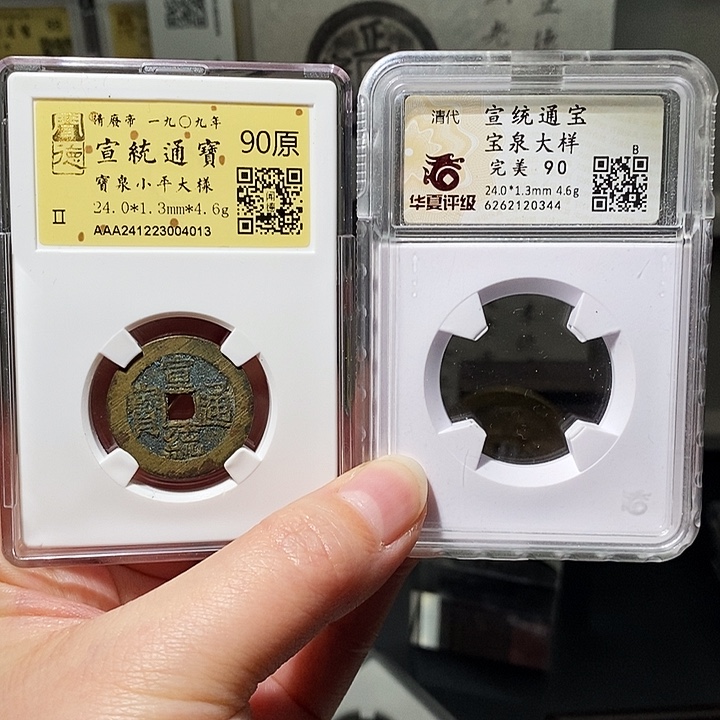 清廢帝 一九〇九年
宣統通寶
90原
寶泉小平大樣
II
24.0*1.3mm*4.6g
AAA241223004013
宣統通寶
清代
宣统通宝
宝泉大样
完美 90
B
24.0*1.3mm 4.6g
华夏评级
6262120344
正